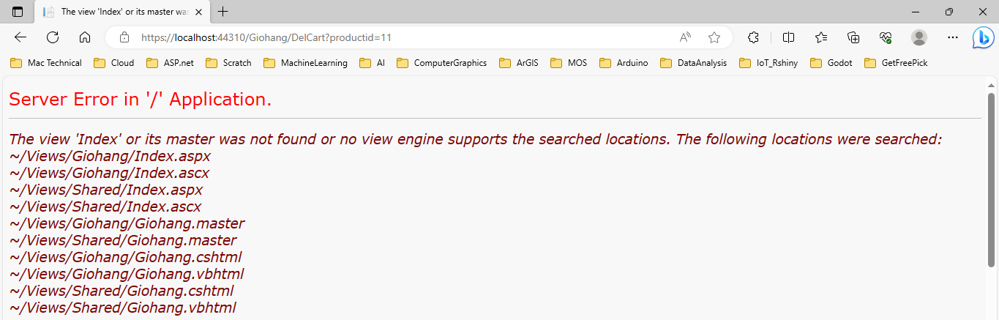 The view 'Index' or its master was
https://localhost:44310/Giohang/DelCart?productid=11
Mac Technical Cloud ASP.net Scratch MachineLearning AI ComputerGraphics ArGIS MOS Arduino DataAnalysis IoT_Rshiny Godot GetFreePick
Server Error in '/' Application.
The view 'Index' or its master was not found or no view engine supports the searched locations. The following locations were searched:
~/Views/Giohang/Index.aspx
~/Views/Giohang/Index.ascx
~/Views/Shared/Index.aspx
~/Views/Shared/Index.ascx
~/Views/Giohang/Giohang.master
~/Views/Shared/Giohang.master
~/Views/Giohang/Giohang.cshtml
~/Views/Giohang/Giohang.vbhtml
~/Views/Shared/Giohang.cshtml
~/Views/Shared/Giohang.vbhtml